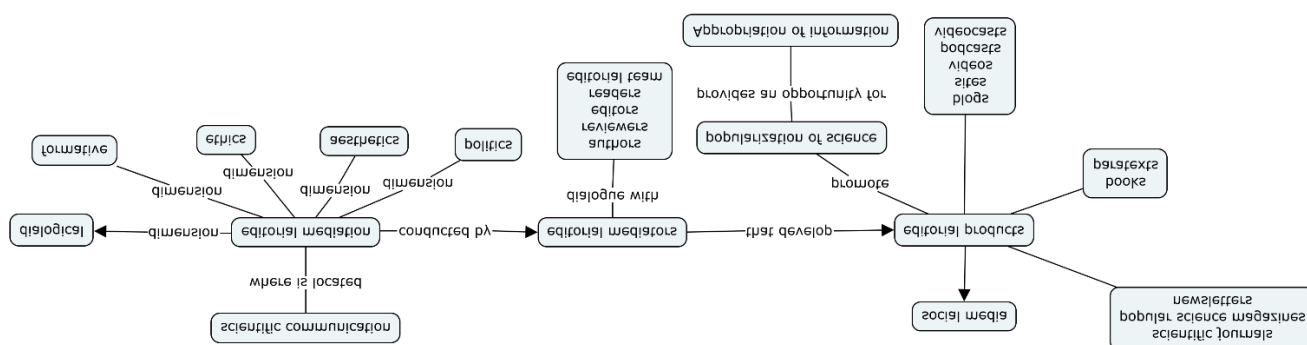 scientific communication
scientific journals
popular science magazines
newsletters
social media
where is located
dialogical
dimension
editorial mediation
conducted by
editorial mediators
that develop
editorial products
dimension
dimension
dimension
dimension
dialogue with
promote
books
paratexts
formative
ethics
aesthetics
politics
authors
reviewers
editors
readers
editorial team
popularization of science
provides an opportunity for
Appropriation of information
blogs
sites
videos
podcasts
videocasts